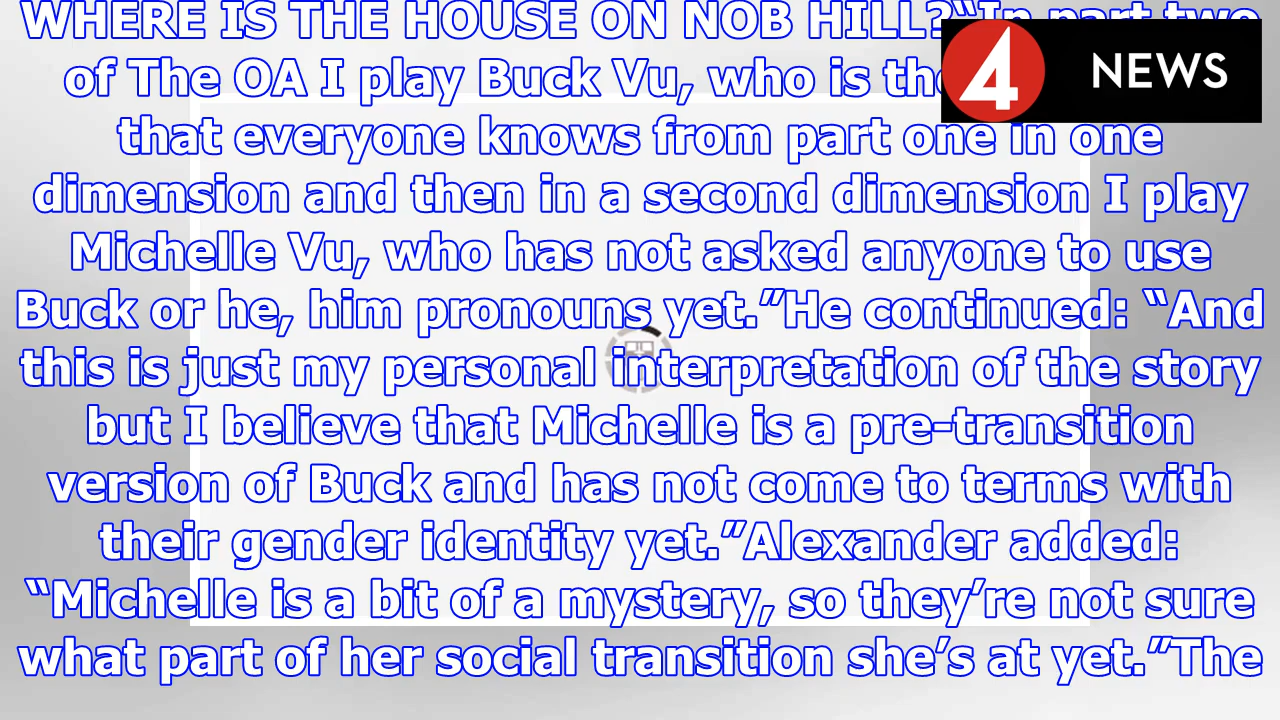 WHERE IS THE HOUSE ON NOB HILL?“In part two
of The OA I play Buck Vu, who is the
4 NEWS
that everyone knows from part one in one
dimension and then in a second dimension I play
Michelle Vu, who has not asked anyone to use
Buck or he, him pronouns yet.”He continued: “And
this is just my personal interpretation of the story
but I believe that Michelle is a pre-transition
version of Buck and has not come to terms with
their gender identity yet.”Alexander added:
“Michelle is a bit of a mystery, so they’re not sure
what part of her social transition she’s at yet.”The